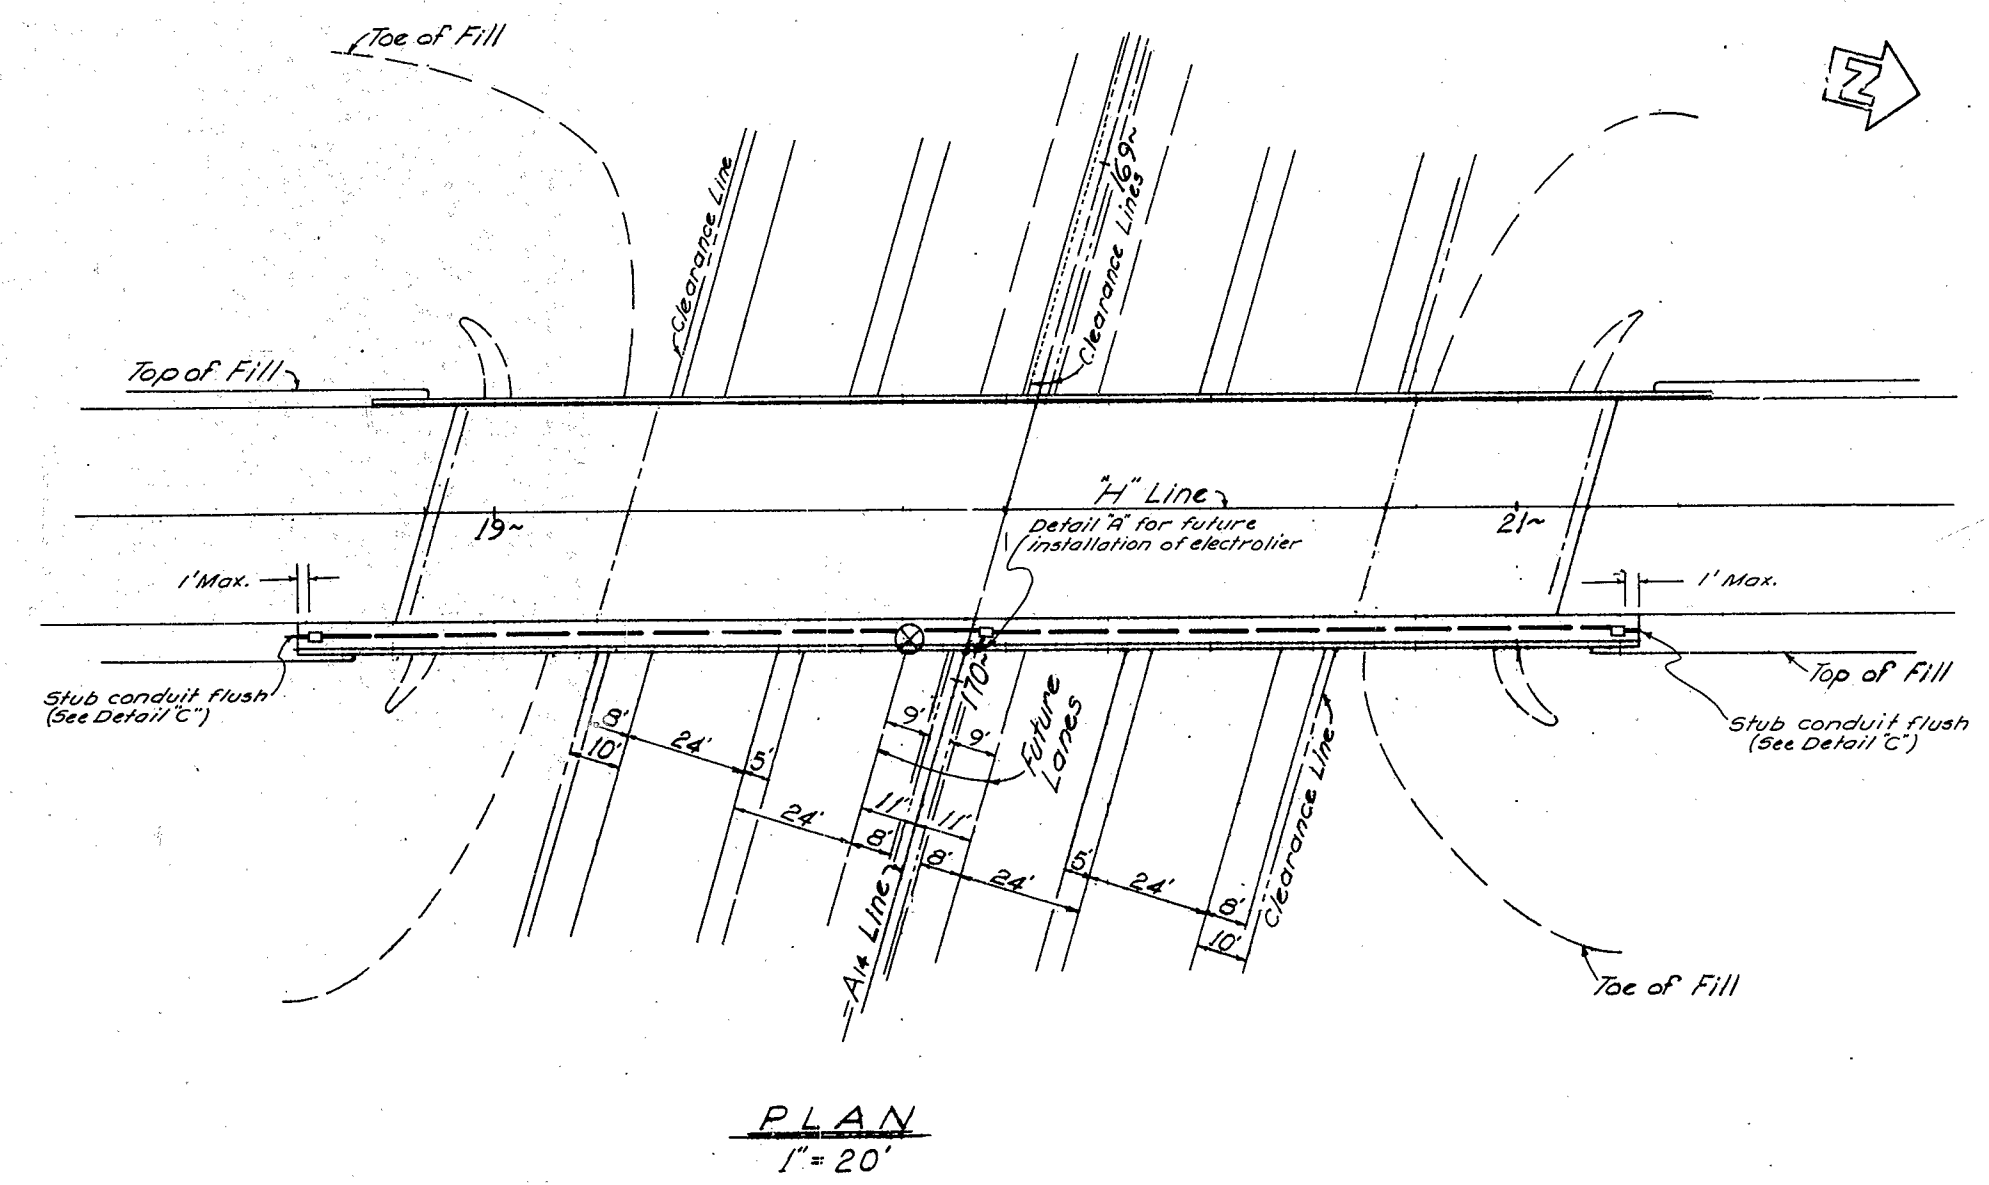 Toe of Fill
N
Clearance Line
169~
Clearance Lines
Top of Fill
"H" Line
19~
21~
Detail "A" for future
installation of electrolier
1' Max.
1' Max.
Stub conduit flush
(See Detail "C")
Top of Fill
Stub conduit flush
(See Detail "C")
170~
Future
Lanes
8'
10'
24'
5'
9'
9'
24'
11'
11'
8'
8'
24'
5'
24'
8'
10'
Clearance Line
"A14 Line"
Toe of Fill
PLAN
1" = 20'